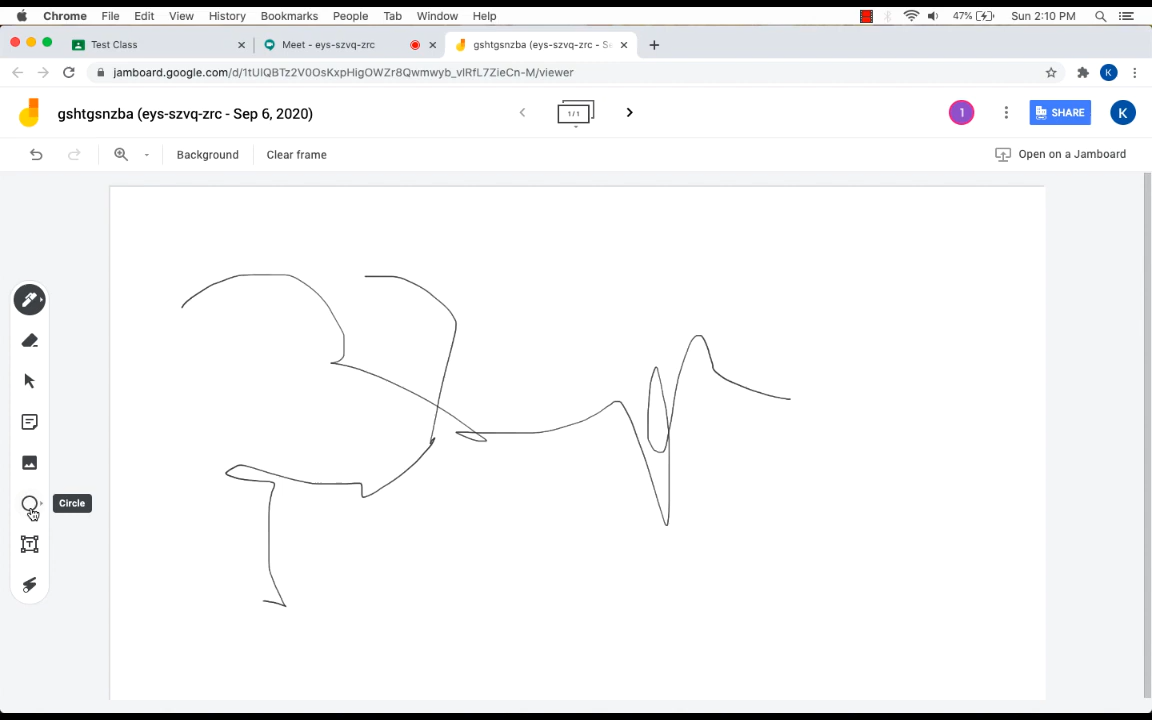 Chrome File Edit View History Bookmarks People Tab Window Help 47% Sun 2:10 PM
Test Class Meet - eys-szvq-zrc gshtgsnzba (eys-szvq-zrc - Se
jamboard.google.com/d/1tUIQBTz2V0OsKxpHigOWZr8Qwmwyb_vlRfL7ZieCn-M/viewer K
gshtgsnzba (eys-szvq-zrc - Sep 6, 2020) 1/1 1 SHARE K
Background Clear frame Open on a Jamboard
Circle
T